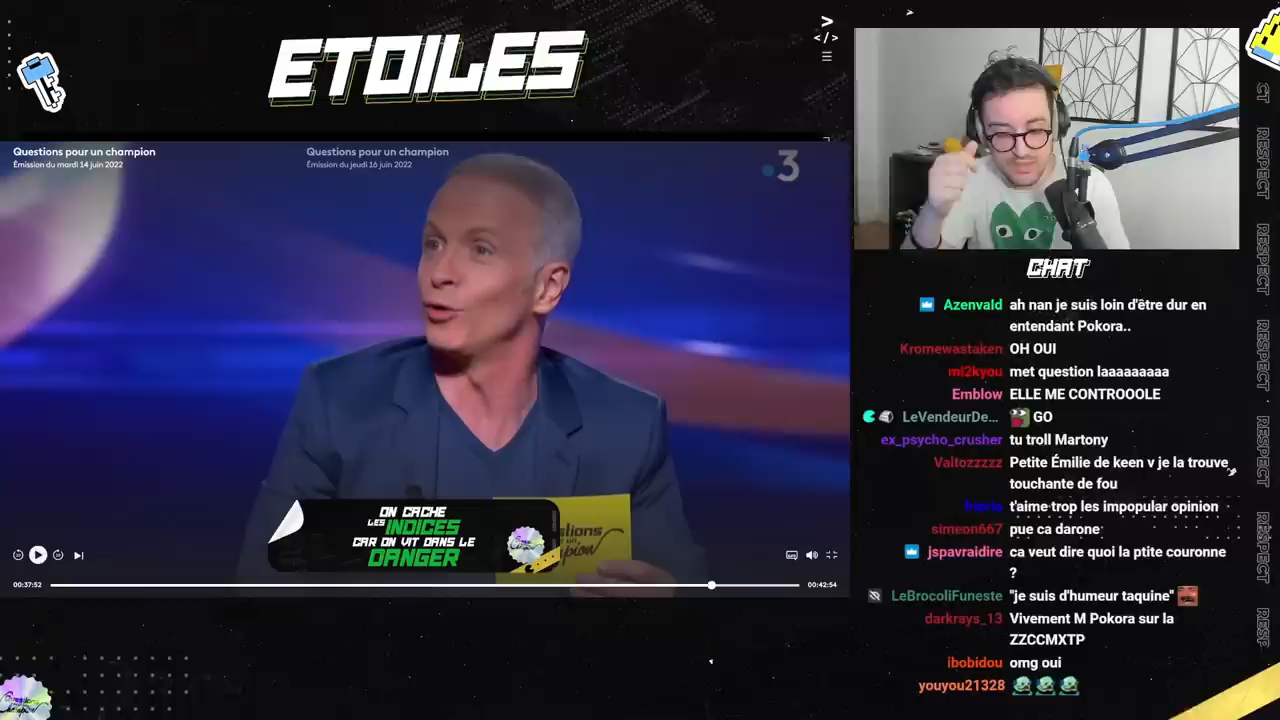 ETOILES
Questions pour un champion
Émission du mardi 14 juin 2022
Questions pour un champion
Émission du jeudi 16 juin 2022
3
>
</>
CHAT
Azenvald ah nan je suis loin d'être dur en
entendant Pokora..
Kromewastaken OH OUI
mi2kyou met question laaaaaaaa
Emblow ELLE ME CONTROOOLE
LeVendeurDe... GO
ex_psycho_crusher tu troll Martony
Valtozzzzz Petite Émilie de keen v je la trouve
touchante de fou
t'aime trop les impopular opinion
simeon667 pue ca darone
jspavraidire ca veut dire quoi la ptite couronne
?
LeBrocoliFuneste "je suis d'humeur taquine"
darkrays_13 Vivement M Pokora sur la
ZZCCMXTP
ibobidou omg oui
youyou21328
ON CACHE
LES INDICES
CAR ON VIT DANS LE
DANGER
00:37:52
00:42:54
CT
RESPECT
RESPECT
RESPECT
RESPECT
RESPECT
RESP